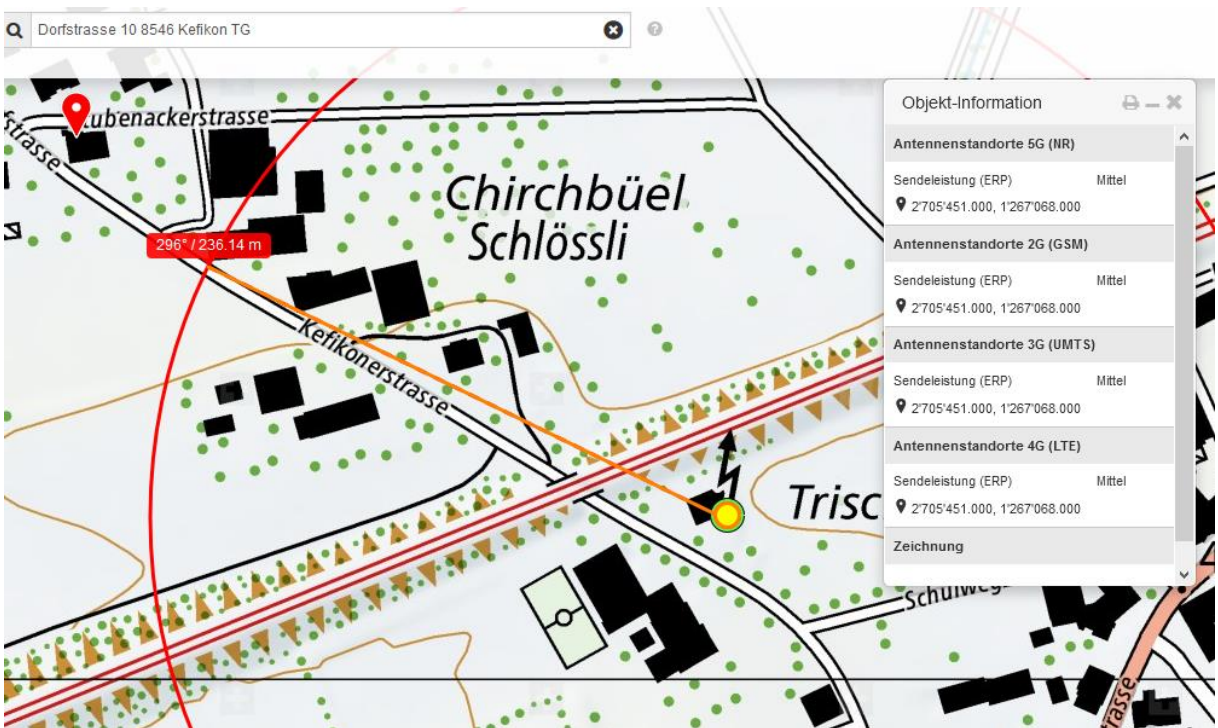 Dorfstrasse 10 8546 Kefikon TG
Objekt-Information
Antennenstandorte 5G (NR)
Sendeleistung (ERP) Mittel
2'705'451.000, 1'267'068.000
Antennenstandorte 2G (GSM)
Sendeleistung (ERP) Mittel
2'705'451.000, 1'267'068.000
Antennenstandorte 3G (UMTS)
Sendeleistung (ERP) Mittel
2'705'451.000, 1'267'068.000
Antennenstandorte 4G (LTE)
Sendeleistung (ERP) Mittel
2'705'451.000, 1'267'068.000
Zeichnung
ubenackerstrasse
strasse
Chirchbüel
Schlössli
296° / 236.14 m
Kefikonerstrasse
Trisc
Schulweg
rasse